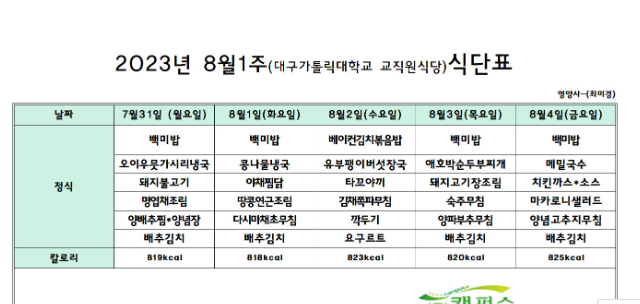 2023년 8월1주(대구가톨릭대학교 교직원식당)식단표
영양사-(최미경)
날짜 7월31일 (월요일) 8월1일(화요일) 8월2일(수요일) 8월3일(목요일) 8월4일(금요일)
백미밥 백미밥 베이컨김치볶음밥 백미밥 백미밥
오이우뭇가시리냉국 콩나물냉국 유부팽이버섯장국 애호박순두부찌개 메밀국수
돼지불고기 야채찜닭 타꼬야끼 돼지고기장조림 치킨까스*소스
정식 명엽채조림 땅콩연근조림 김채쪽파무침 숙주무침 마카로니샐러드
양배추찜*양념장 다시마채초무침 깍두기 양파부추무침 양념고추지무침
배추김치 배추김치 요구르트 배추김치 배추김치
칼로리 819kcal 818kcal 823kcal 820kcal 825kcal